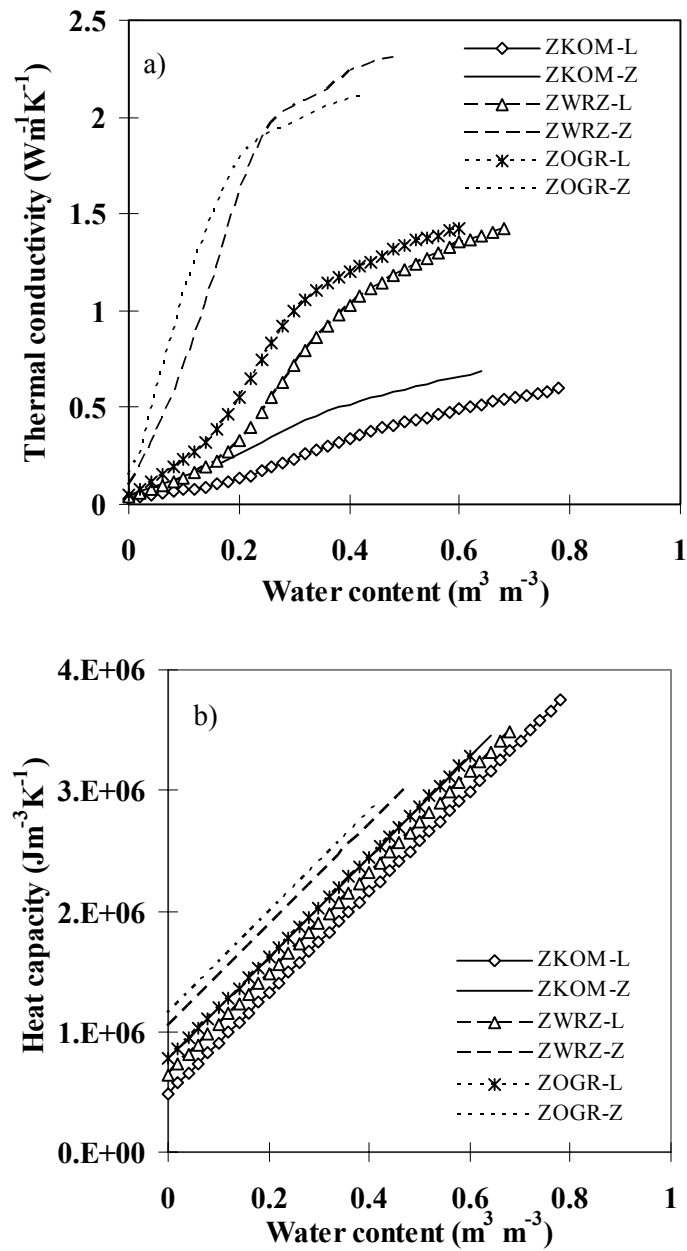 a)
Thermal conductivity (Wm⁻¹K⁻¹)
2.5
2
1.5
1
0.5
0
0 0.2 0.4 0.6 0.8 1
Water content (m³ m⁻³)
ZKOM-L
ZKOM-Z
ZWRZ-L
ZWRZ-Z
ZOGR-L
ZOGR-Z
b)
Heat capacity (Jm⁻³K⁻¹)
4.E+06
3.E+06
2.E+06
1.E+06
0.E+00
0 0.2 0.4 0.6 0.8 1
Water content (m³ m⁻³)
ZKOM-L
ZKOM-Z
ZWRZ-L
ZWRZ-Z
ZOGR-L
ZOGR-Z